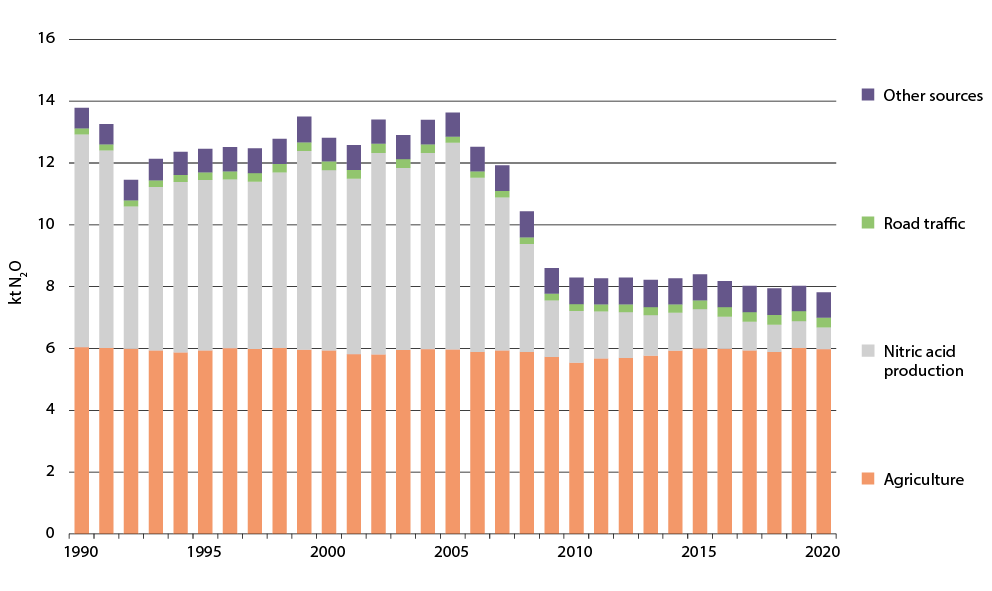 16
14
12
10
8
6
4
2
0
kt N₂O
1990
1995
2000
2005
2010
2015
2020
Other sources
Road traffic
Nitric acid
production
Agriculture